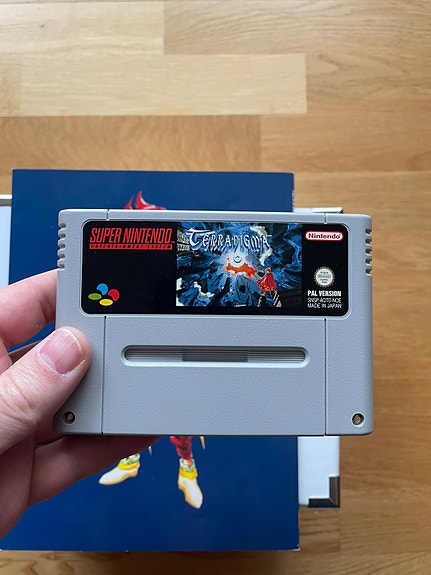 SUPER NINTENDO
ENTERTAINMENT SYSTEM
TERRANIGMA
Nintendo
PAL VERSION
SNSP-AQTD-NOE
MADE IN JAPAN